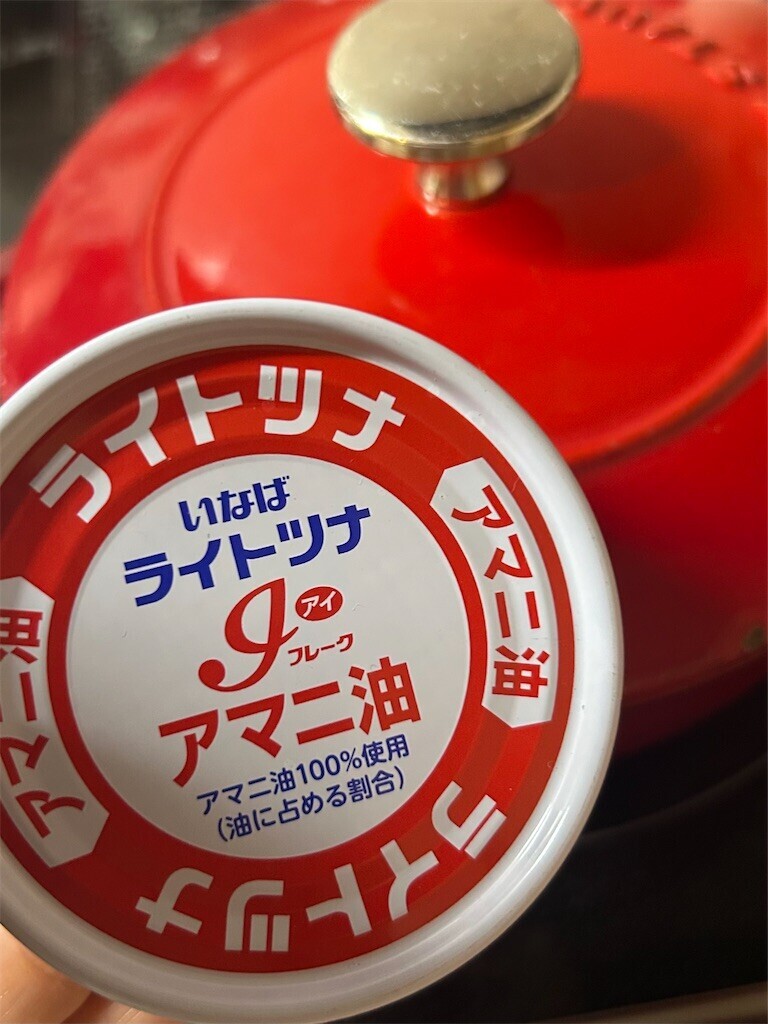 ライトツナ
アマニ油
いなば
ライトツナ
I アイ
フレーク
アマニ油
アマニ油100%使用
(油に占める割合)
アマニ油
ライトツナ